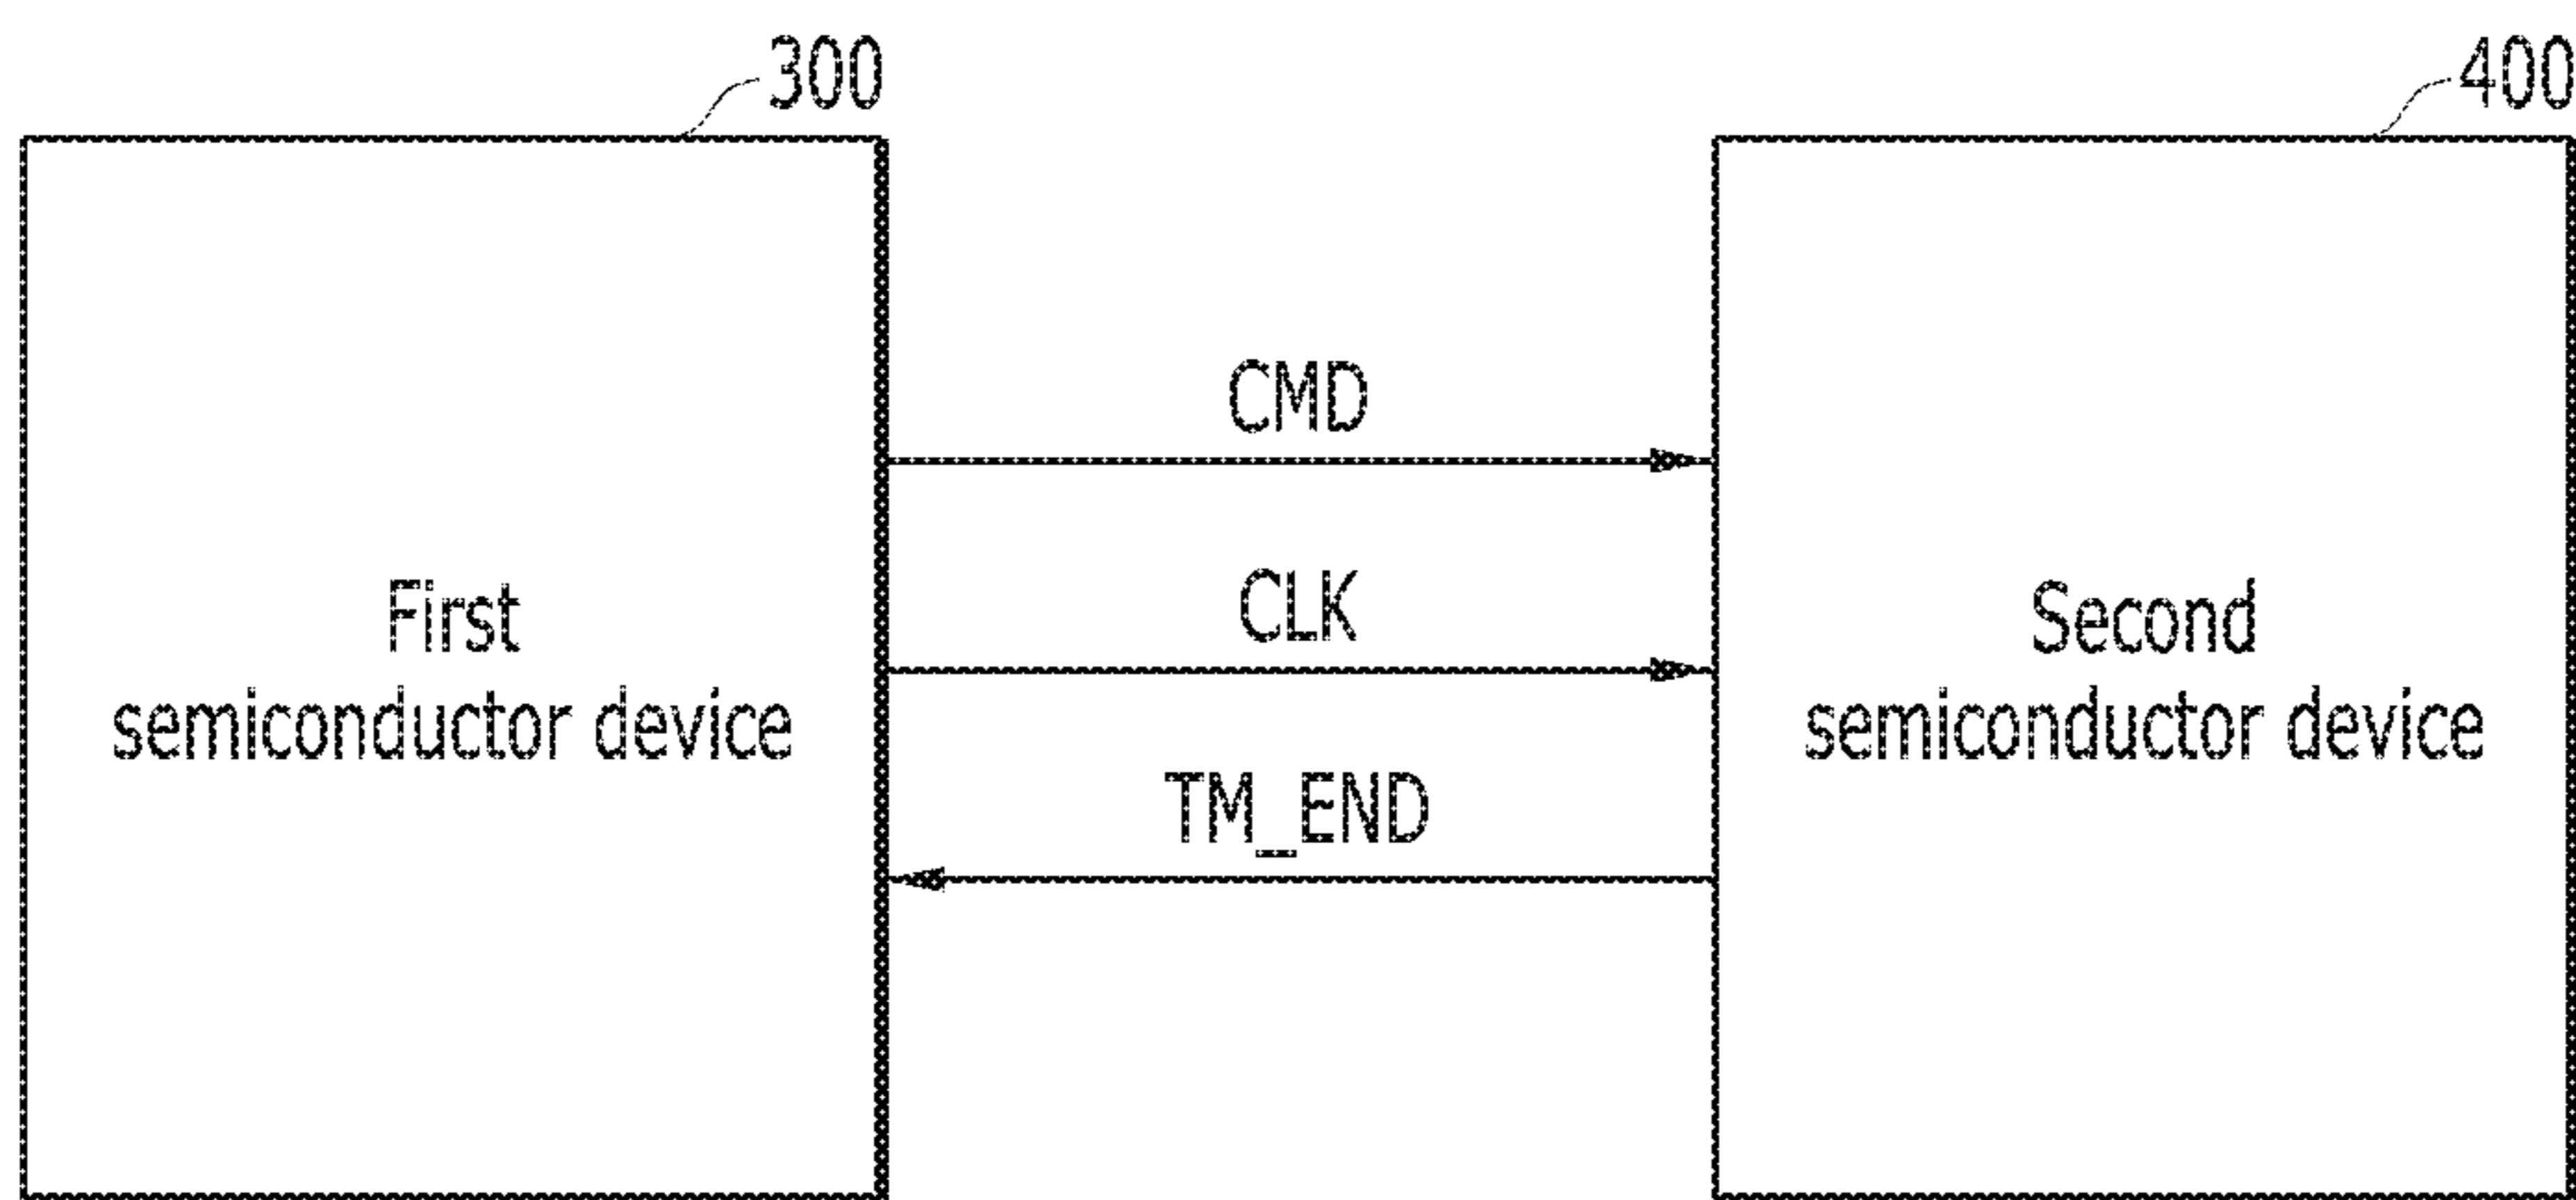 300
400
CMD
CLK
First
semiconductor device
Second
semiconductor device
TM_END